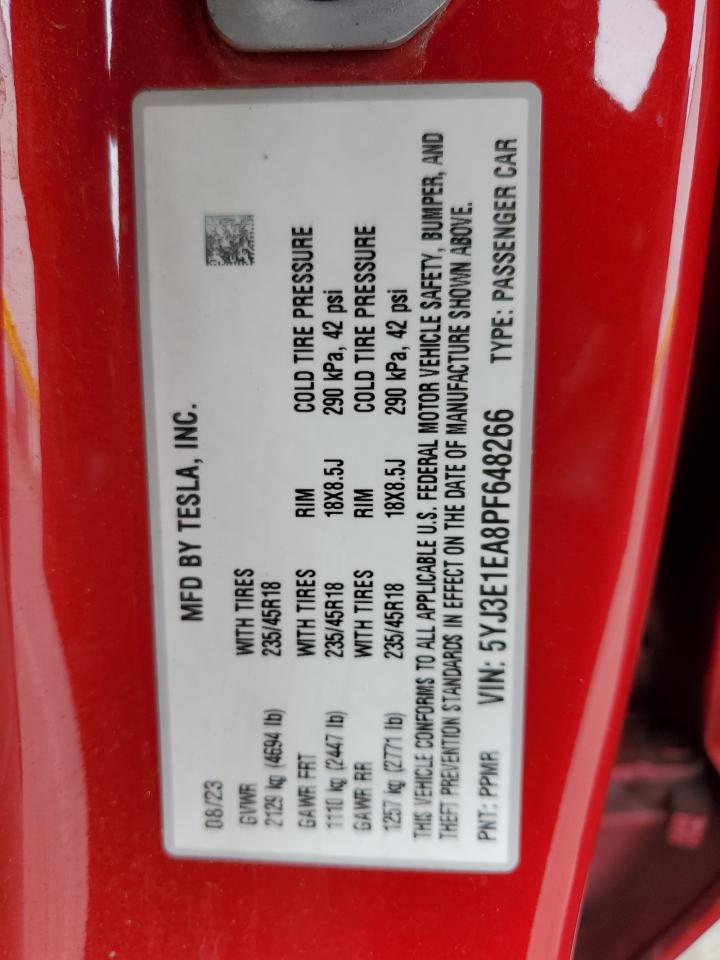 MFD BY TESLA, INC.
08/23
GVWR WITH TIRES
2129 kg (4694 lb) 235/45R18
GAWR FRT WITH TIRES RIM COLD TIRE PRESSURE
1110 kg (2447 lb) 235/45R18 18X8.5J 290 kPa, 42 psi
GAWR RR WITH TIRES RIM COLD TIRE PRESSURE
1257 kg (2771 lb) 235/45R18 18X8.5J 290 kPa, 42 psi
THIS VEHICLE CONFORMS TO ALL APPLICABLE U.S. FEDERAL MOTOR VEHICLE SAFETY, BUMPER, AND
THEFT PREVENTION STANDARDS IN EFFECT ON THE DATE OF MANUFACTURE SHOWN ABOVE.
PNT: PPMR VIN: 5YJ3E1EA8PF648266 TYPE: PASSENGER CAR